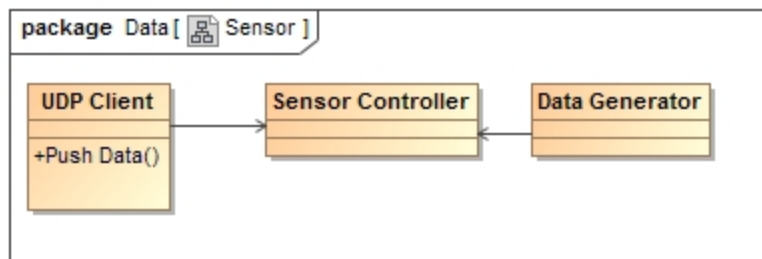 package Data [ Sensor ]
UDP Client
+Push Data()
Sensor Controller
Data Generator